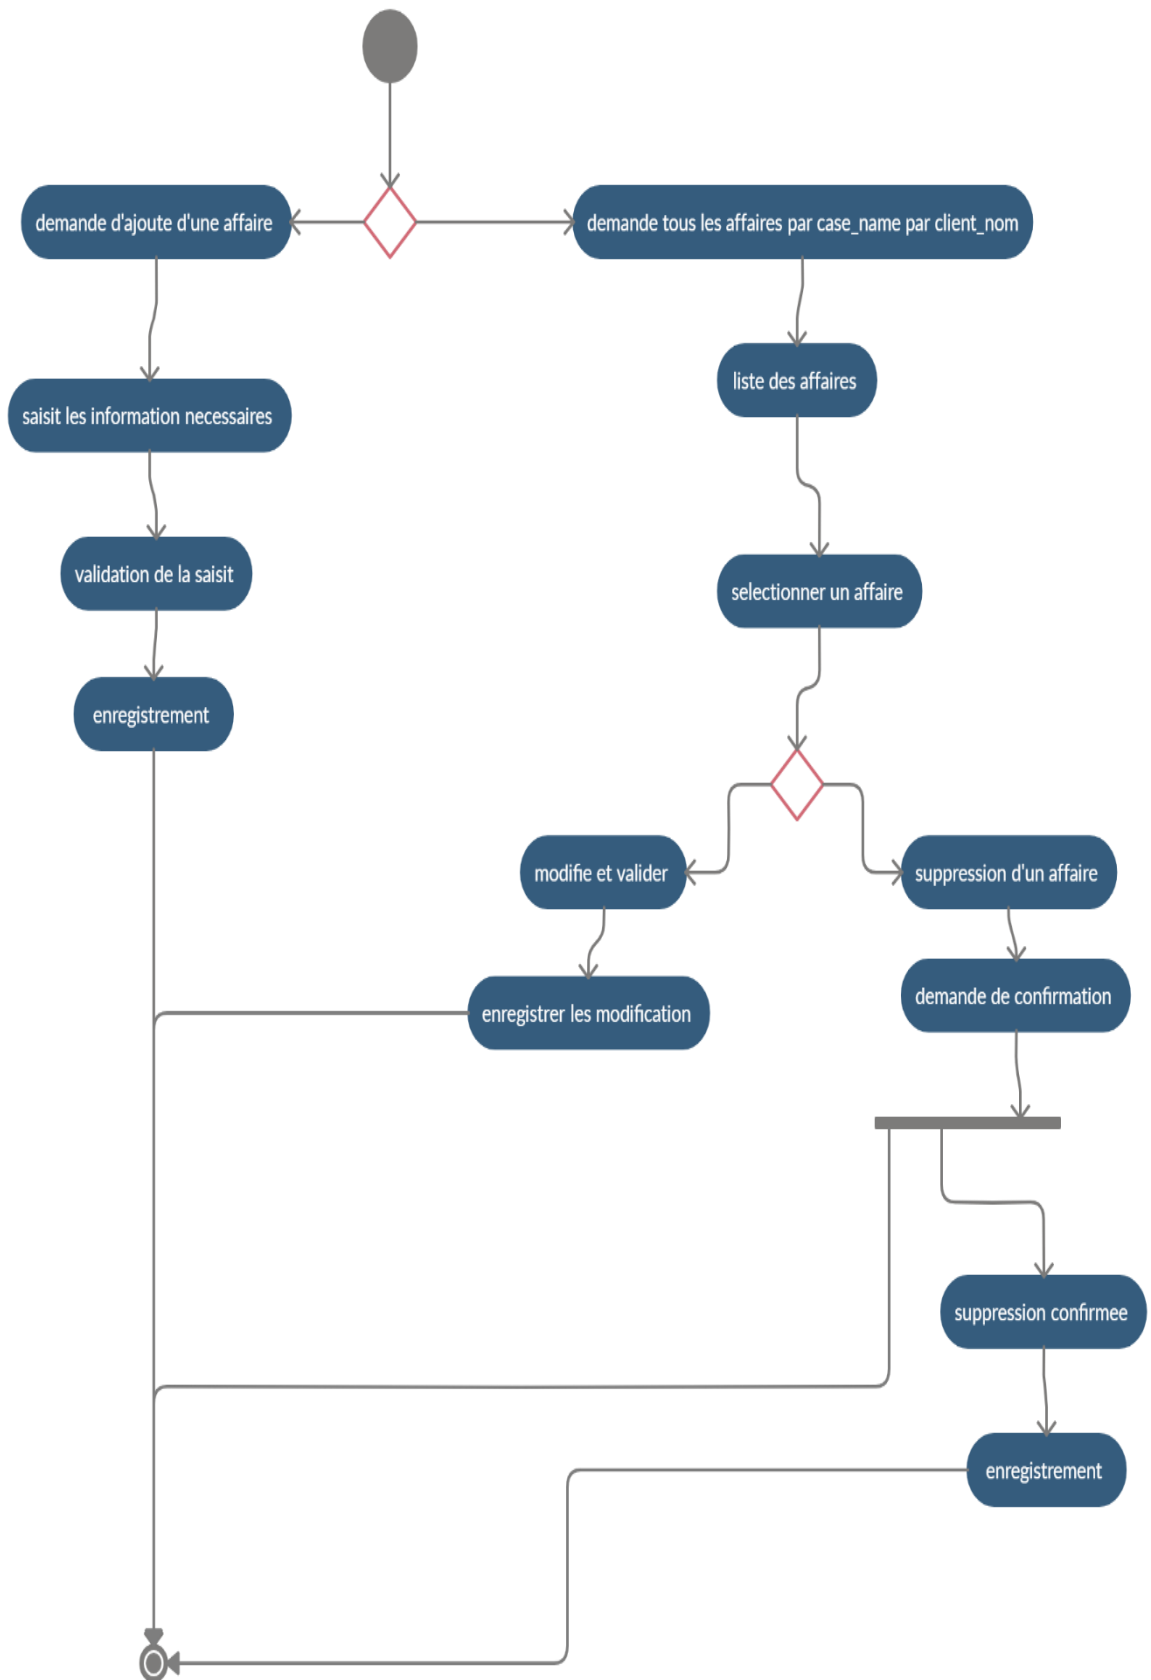 demande d'ajoute d'une affaire
demande tous les affaires par case_name par client_nom
liste des affaires
saisit les information necessaires
validation de la saisit
selectionner un affaire
enregistrement
modifie et valider
suppression d'un affaire
demande de confirmation
enregistrer les modification
suppression confirmee
enregistrement